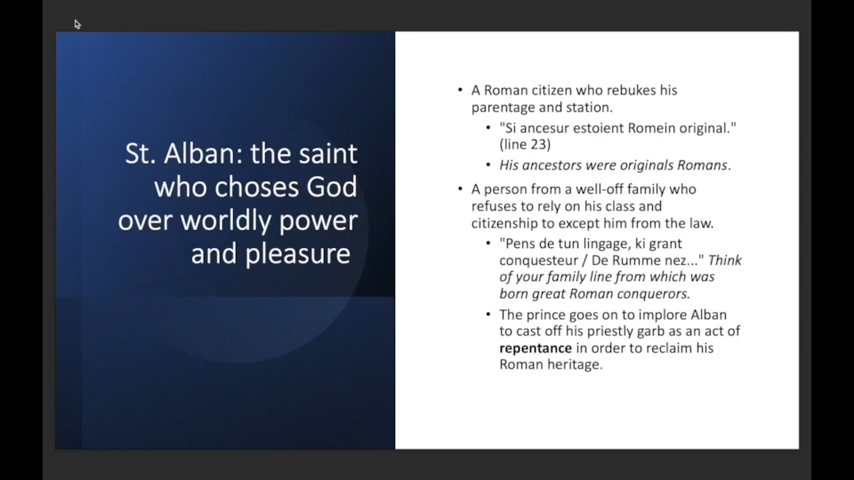 St. Alban: the saint
who choses God
over worldly power
and pleasure
• A Roman citizen who rebukes his
parentage and station.
• "Si ancesur estoient Romein original."
(line 23)
• His ancestors were originals Romans.
• A person from a well-off family who
refuses to rely on his class and
citizenship to except him from the law.
• "Pens de tun lingage, ki grant
conquesteur / De Rumme nez..." Think
of your family line from which was
born great Roman conquerors.
• The prince goes on to implore Alban
to cast off his priestly garb as an act of
repentance in order to reclaim his
Roman heritage.